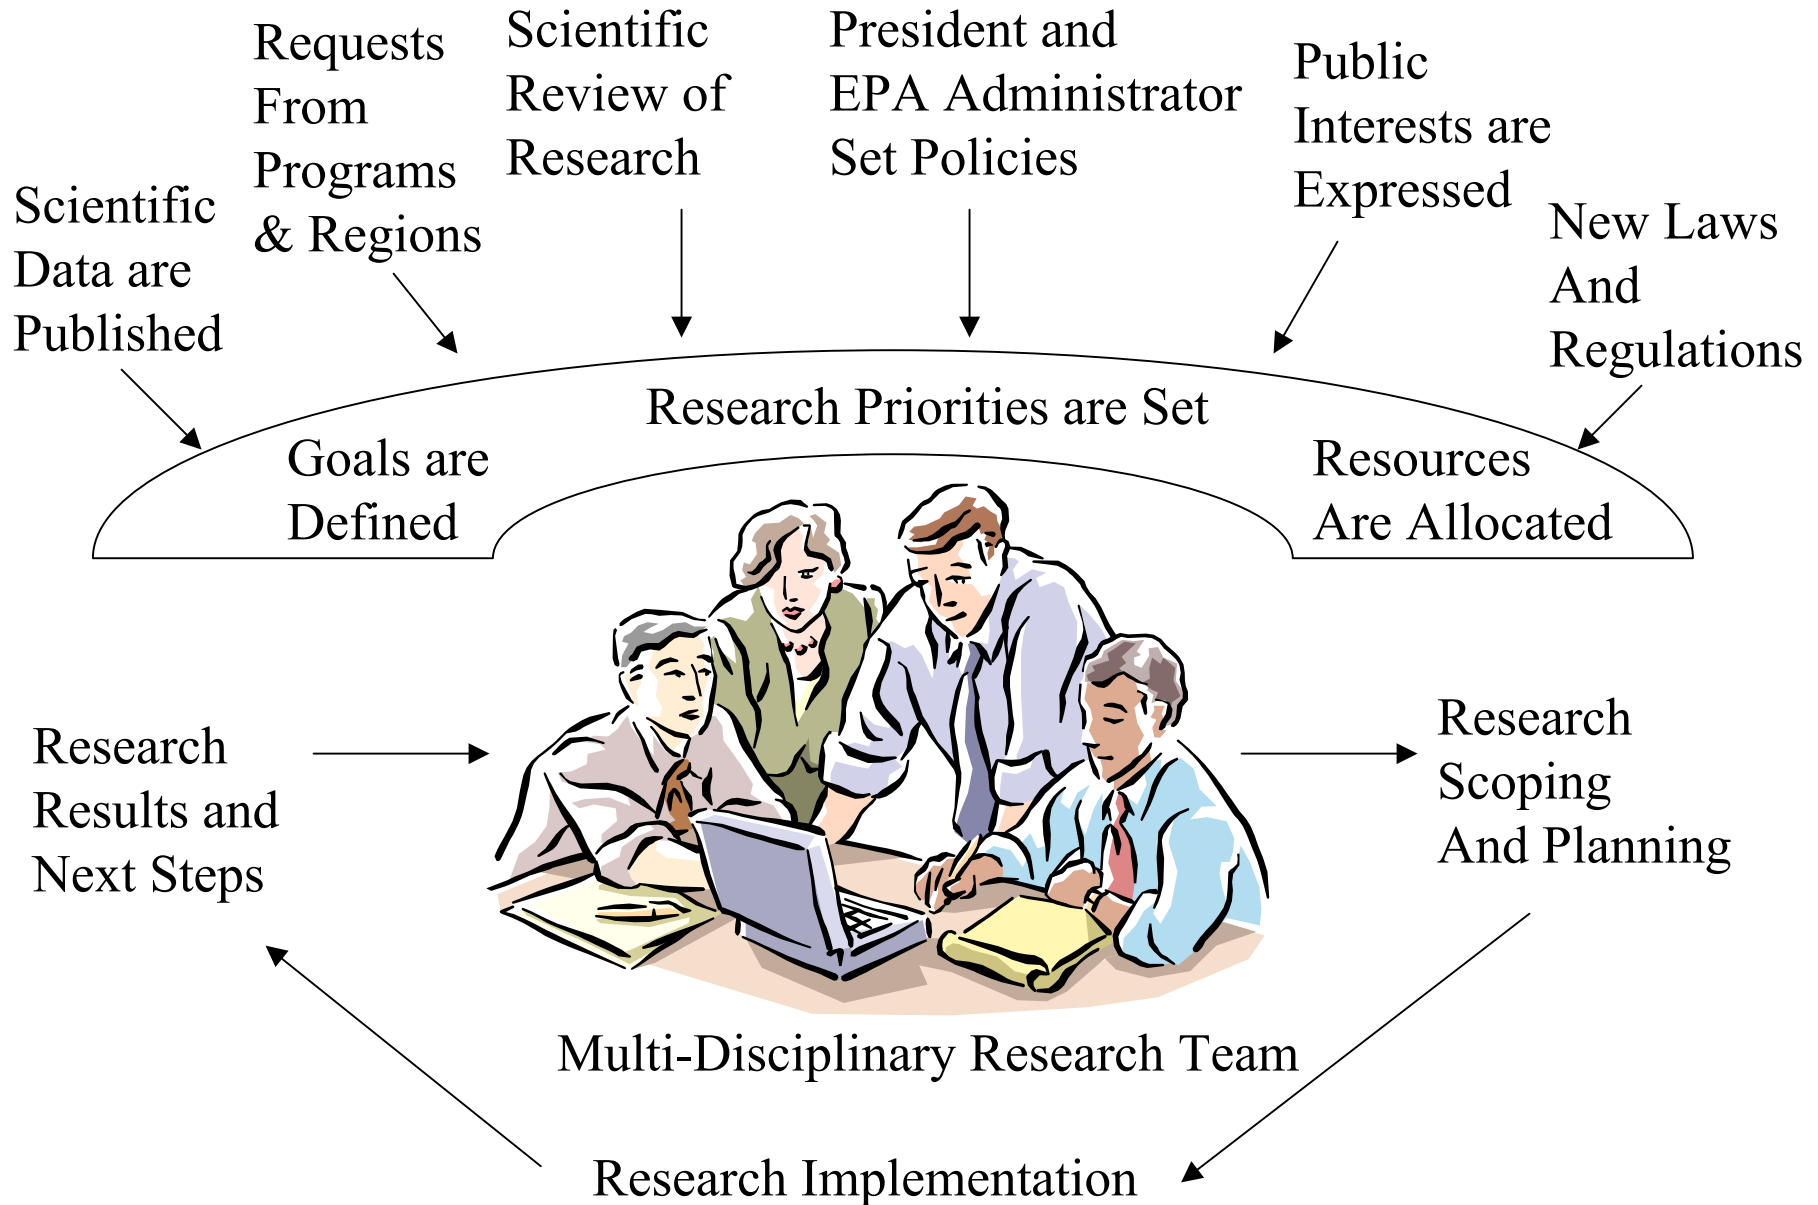 Scientific
Data are
Published
Requests
From
Programs
& Regions
Scientific
Review of
Research
President and
EPA Administrator
Set Policies
Public
Interests are
Expressed
New Laws
And
Regulations
Research Priorities are Set
Goals are
Defined
Resources
Are Allocated
Research
Results and
Next Steps
Research
Scoping
And Planning
Multi-Disciplinary Research Team
Research Implementation